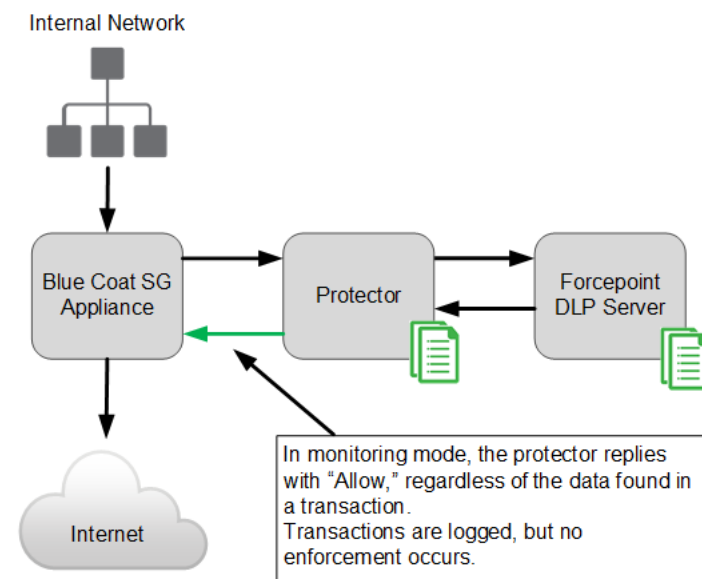 Internal Network
Blue Coat SG
Appliance
Protector
Forcepoint
DLP Server
In monitoring mode, the protector replies
with “Allow,” regardless of the data found in
a transaction.
Transactions are logged, but no
enforcement occurs.
Internet